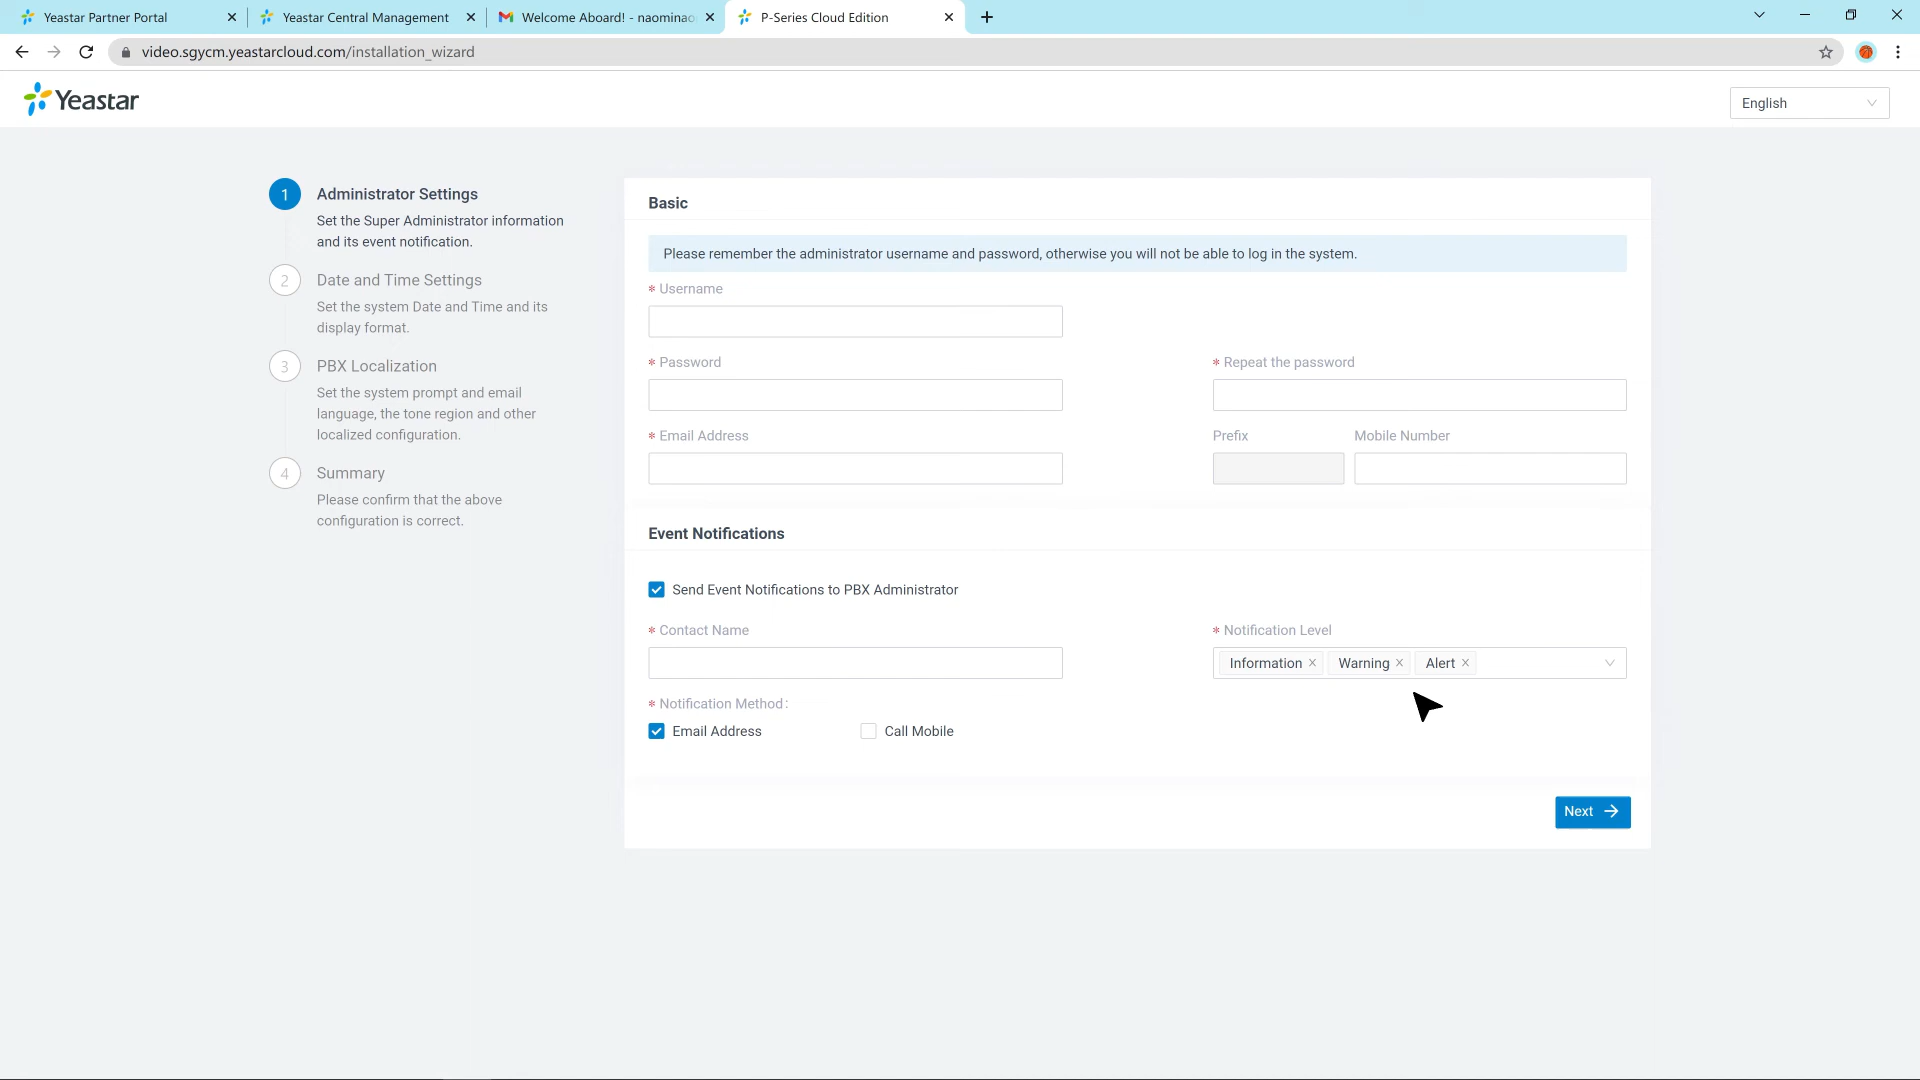 Yeastar Partner Portal
Yeastar Central Management
Welcome Aboard! - naominao
P-Series Cloud Edition
video.sgycm.yeastarcloud.com/installation_wizard
Yeastar
English
1
Administrator Settings
Set the Super Administrator information
and its event notification.
2
Date and Time Settings
Set the system Date and Time and its
display format.
3
PBX Localization
Set the system prompt and email
language, the tone region and other
localized configuration.
4
Summary
Please confirm that the above
configuration is correct.
Basic
Please remember the administrator username and password, otherwise you will not be able to log in the system.
* Username
* Password
* Repeat the password
* Email Address
Prefix
Mobile Number
Event Notifications
Send Event Notifications to PBX Administrator
* Contact Name
* Notification Level
Information × Warning × Alert ×
* Notification Method:
Email Address
Call Mobile
Next →